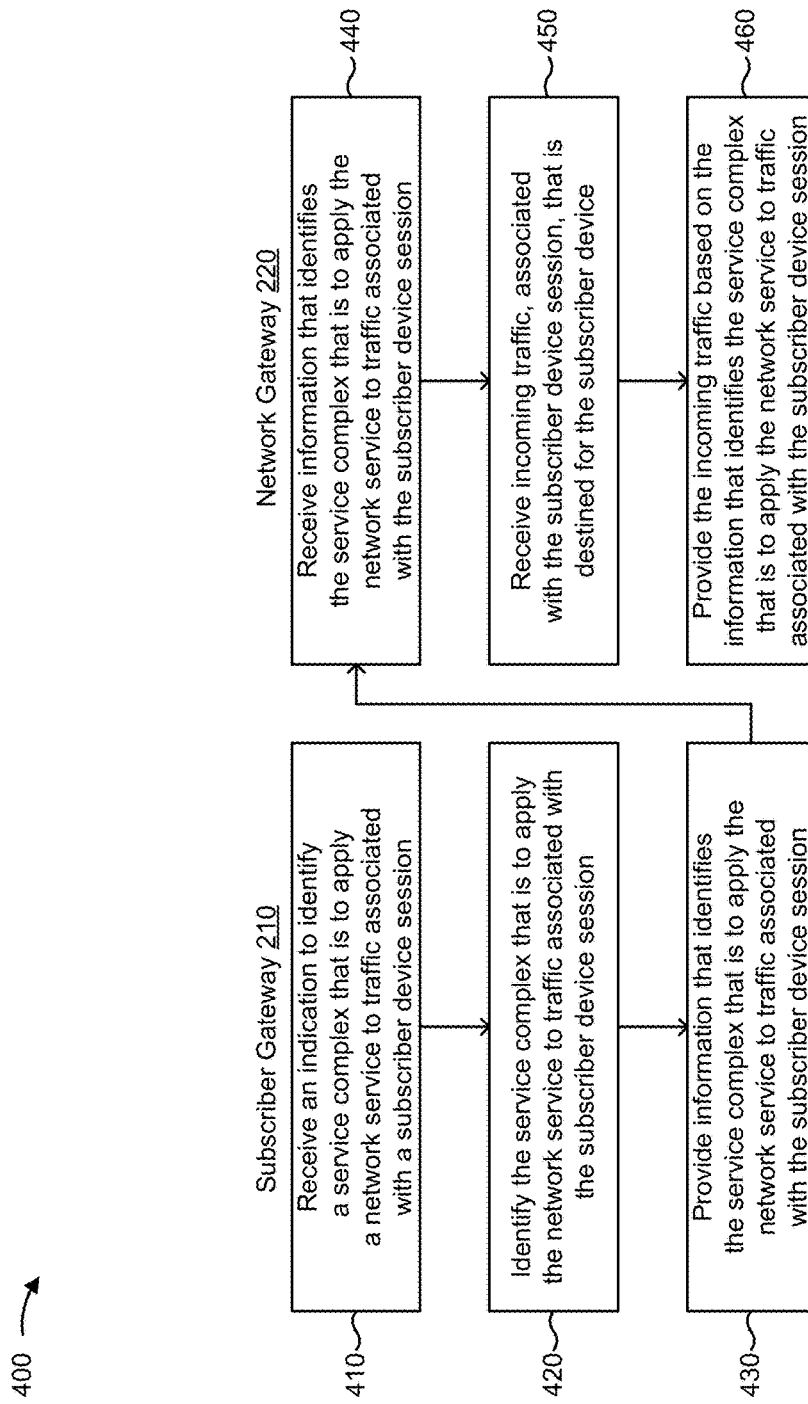 400
Subscriber Gateway 210
410
Receive an indication to identify
a service complex that is to apply
a network service to traffic associated
with a subscriber device session
420
Identify the service complex that is to apply
the network service to traffic associated with
the subscriber device session
430
Provide information that identifies
the service complex that is to apply the
network service to traffic associated
with the subscriber device session
Network Gateway 220
Receive information that identifies
the service complex that is to apply the
network service to traffic associated
with the subscriber device session
440
Receive incoming traffic, associated
with the subscriber device session, that is
destined for the subscriber device
450
Provide the incoming traffic based on the
information that identifies the service complex
that is to apply the network service to traffic
associated with the subscriber device session
460